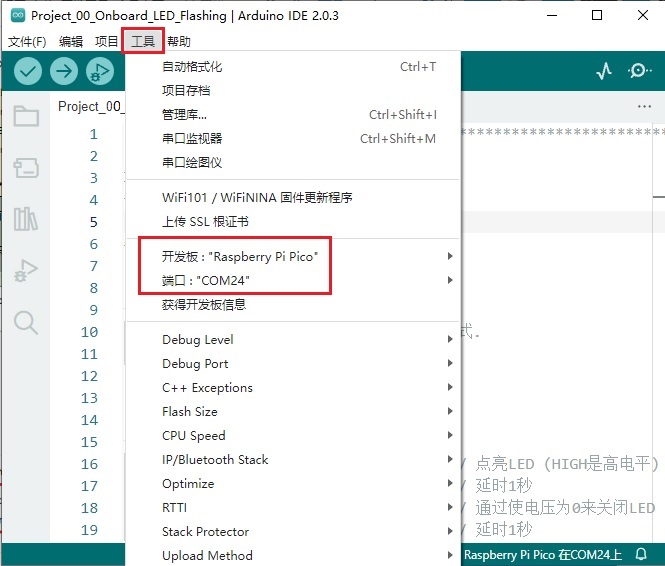 Project_00_Onboard_LED_Flashing | Arduino IDE 2.0.3
文件(F) 编辑 项目 工具 帮助
自动格式化 Ctrl+T
项目存档
Project_00_
管理库... Ctrl+Shift+I
串口监视器 Ctrl+Shift+M
串口绘图仪
WiFi101 / WiFiNINA 固件更新程序
上传 SSL 根证书
开发板 : "Raspberry Pi Pico"
端口 : "COM24"
获得开发板信息
Debug Level
Debug Port
C++ Exceptions
Flash Size
CPU Speed
IP/Bluetooth Stack
Optimize
RTTI
Stack Protector
Upload Method
1
2
3
4
5
6
7
8
9
10 式.
11
12
13
14
15
16 / 点亮LED (HIGH是高电平)
17 / 延时1秒
18 / 通过使电压为0来关闭LED
19 / 延时1秒
Raspberry Pi Pico 在COM24上